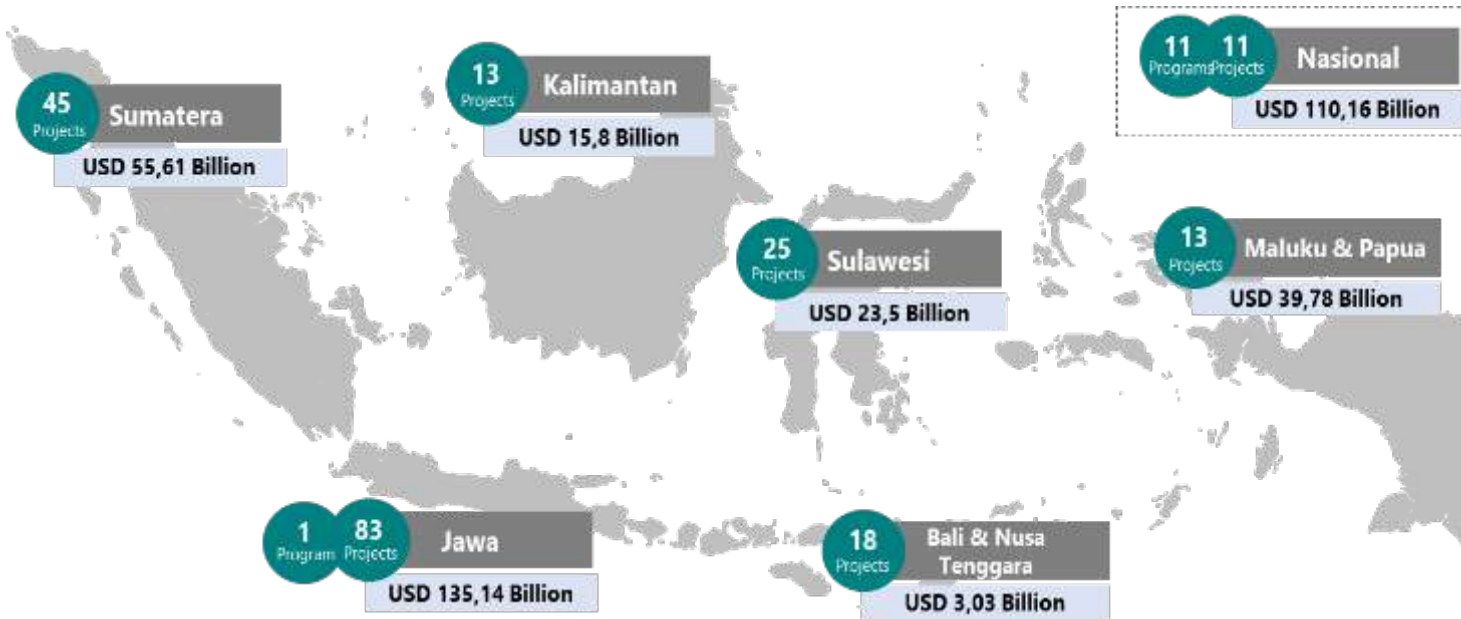 11
Programs
11
Projects
Nasional
USD 110,16 Billion
45
Projects
Sumatera
USD 55,61 Billion
13
Projects
Kalimantan
USD 15,8 Billion
25
Projects
Sulawesi
USD 23,5 Billion
13
Projects
Maluku & Papua
USD 39,78 Billion
1
Program
83
Projects
Jawa
USD 135,14 Billion
18
Projects
Bali & Nusa
Tenggara
USD 3,03 Billion